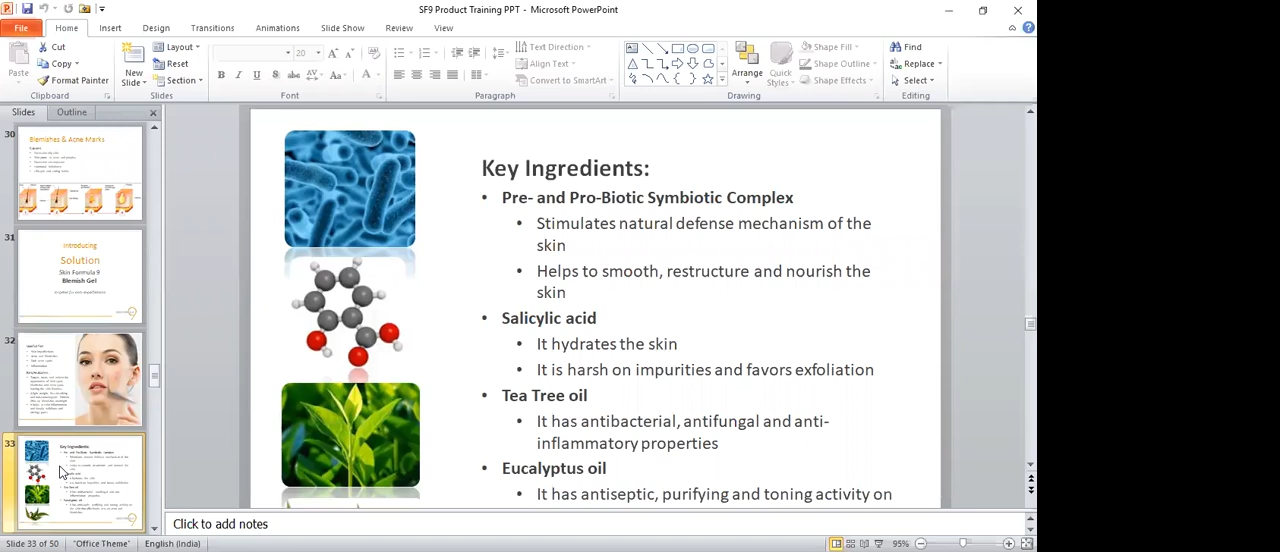 SF9 Product Training PPT - Microsoft PowerPoint
File Home Insert Design Transitions Animations Slide Show Review View
Cut
Copy
Format Painter
Paste
Clipboard
New
Slide
Layout
Reset
Section
Slides
20
Font
Text Direction
Align Text
Convert to SmartArt
Paragraph
Arrange
Quick
Styles
Shape Fill
Shape Outline
Shape Effects
Drawing
Find
Replace
Select
Editing
Slides Outline
30
Blemishes & Acne Marks
31
Introducing
Solution
Skin Formula 9
Blemish Gel
32
33
Key Ingredients:
Key Ingredients:
• Pre- and Pro-Biotic Symbiotic Complex
• Stimulates natural defense mechanism of the
skin
• Helps to smooth, restructure and nourish the
skin
• Salicylic acid
• It hydrates the skin
• It is harsh on impurities and favors exfoliation
• Tea Tree oil
• It has antibacterial, antifungal and anti-
inflammatory properties
• Eucalyptus oil
• It has antiseptic, purifying and toning activity on
Click to add notes
Slide 33 of 50 "Office Theme" English (India) 95%